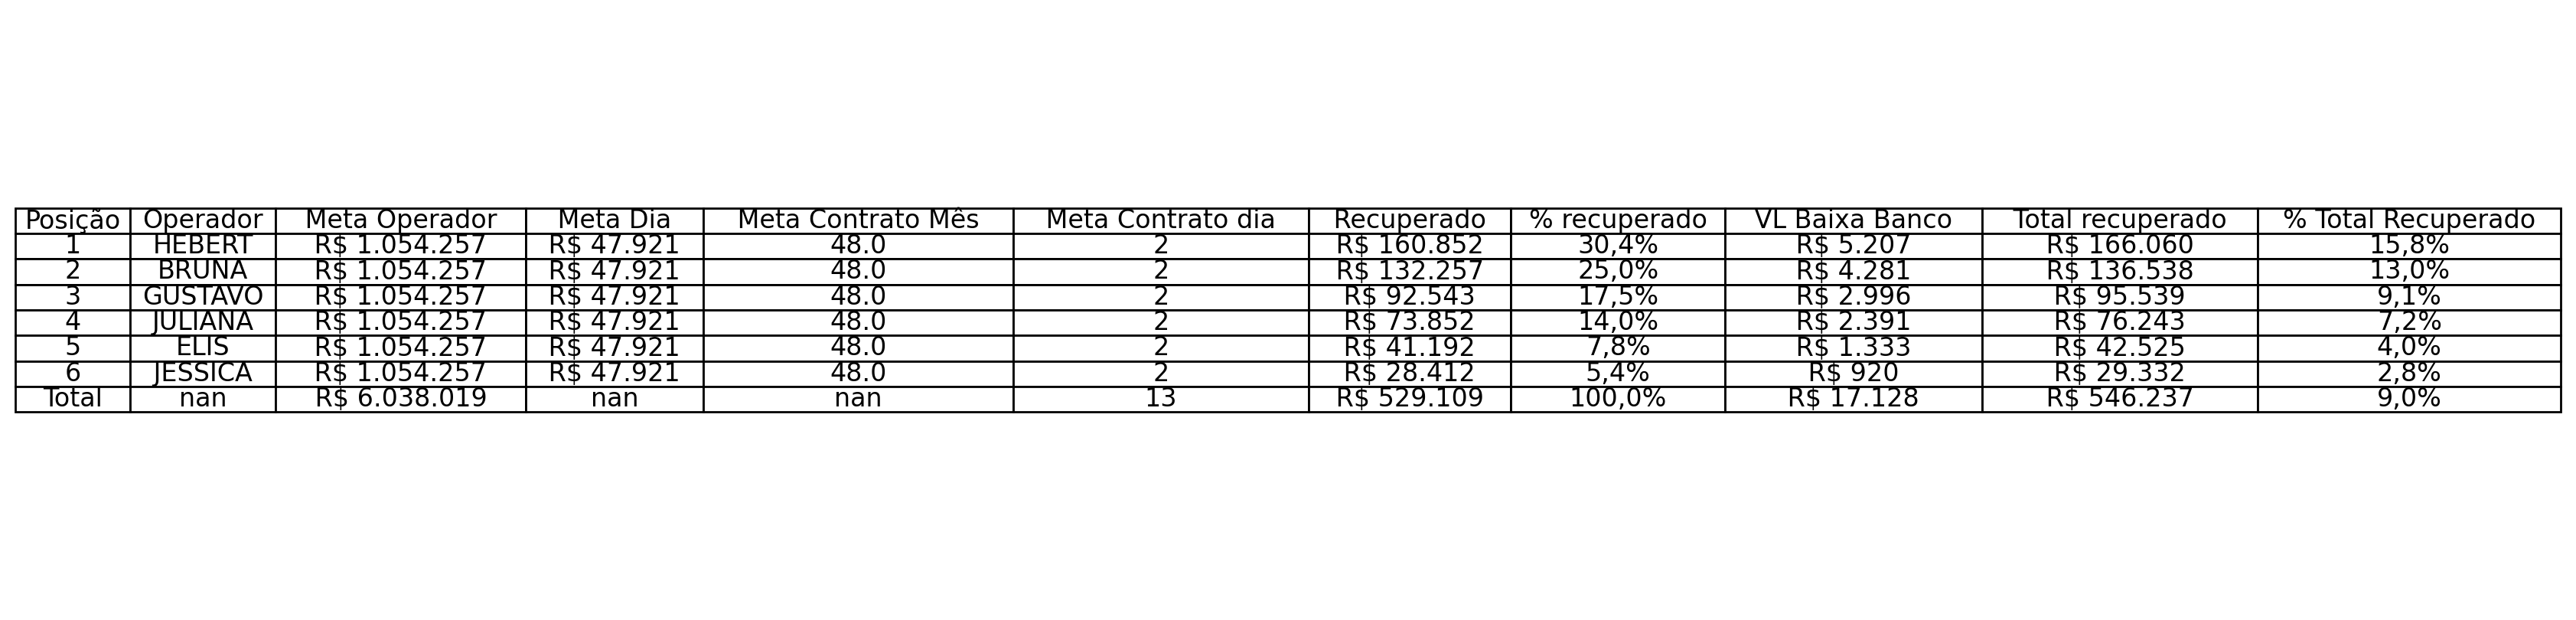 Posição Operador Meta Operador Meta Dia Meta Contrato Mês Meta Contrato dia Recuperado % recuperado VL Baixa Banco Total recuperado % Total Recuperado
1 HEBERT R$ 1.054.257 R$ 47.921 48.0 2 R$ 160.852 30,4% R$ 5.207 R$ 166.060 15,8%
2 BRUNA R$ 1.054.257 R$ 47.921 48.0 2 R$ 132.257 25,0% R$ 4.281 R$ 136.538 13,0%
3 GUSTAVO R$ 1.054.257 R$ 47.921 48.0 2 R$ 92.543 17,5% R$ 2.996 R$ 95.539 9,1%
4 JULIANA R$ 1.054.257 R$ 47.921 48.0 2 R$ 73.852 14,0% R$ 2.391 R$ 76.243 7,2%
5 ELIS R$ 1.054.257 R$ 47.921 48.0 2 R$ 41.192 7,8% R$ 1.333 R$ 42.525 4,0%
6 JESSICA R$ 1.054.257 R$ 47.921 48.0 2 R$ 28.412 5,4% R$ 920 R$ 29.332 2,8%
Total nan R$ 6.038.019 nan nan 13 R$ 529.109 100,0% R$ 17.128 R$ 546.237 9,0%